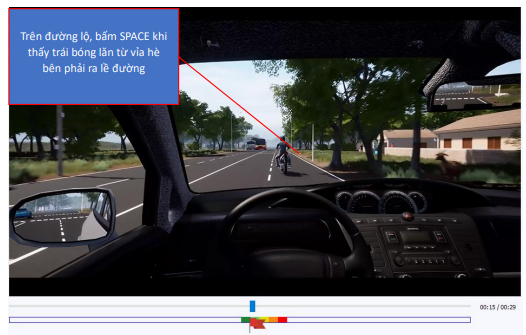 Trên đường lộ, bấm SPACE khi
thấy trái bóng lăn từ vỉa hè
bên phải ra lề đường
00:15 / 00:29